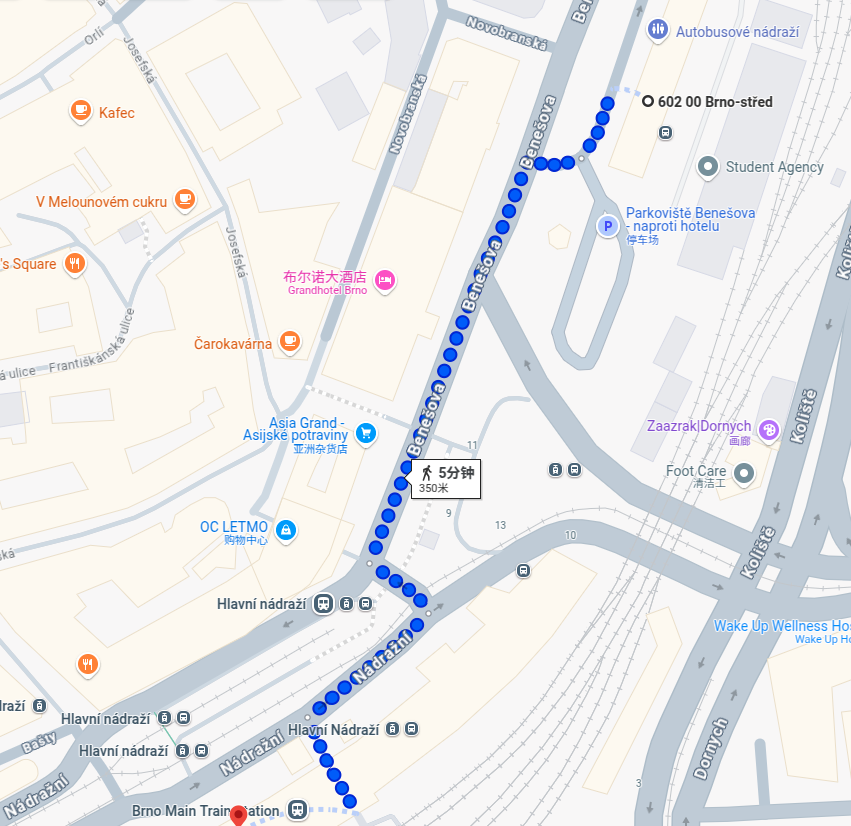 Orlí
Josefská
Novobranská
Be
Autobusové nádraží
Kafec
Novobranská
Benešova
602 00 Brno-střed
Student Agency
V Melounovém cukru
Parkoviště Benešova
- naproti hotelu
停车场
P
's Square
Josefská
布尔诺大酒店
Grandhotel Brno
Benešova
Čarokavárna
Františkánská ulice
á ulice
Koliště
Asia Grand -
Asijské potraviny
亚洲杂货店
Benešova
11
Zaazrak|Dornych
画廊
5分钟
350米
Foot Care
清洁工
9
13
10
OC LETMO
购物中心
ská
Koliště
Hlavní nádraží
Wake Up Wellness Hos
Wake Up Ho
Nádražní
draží
Hlavní nádraží
Hlavní Nádraží
Bašty
Hlavní nádraží
Nádražní
Dornych
3
Nádražní
Brno Main Train Station